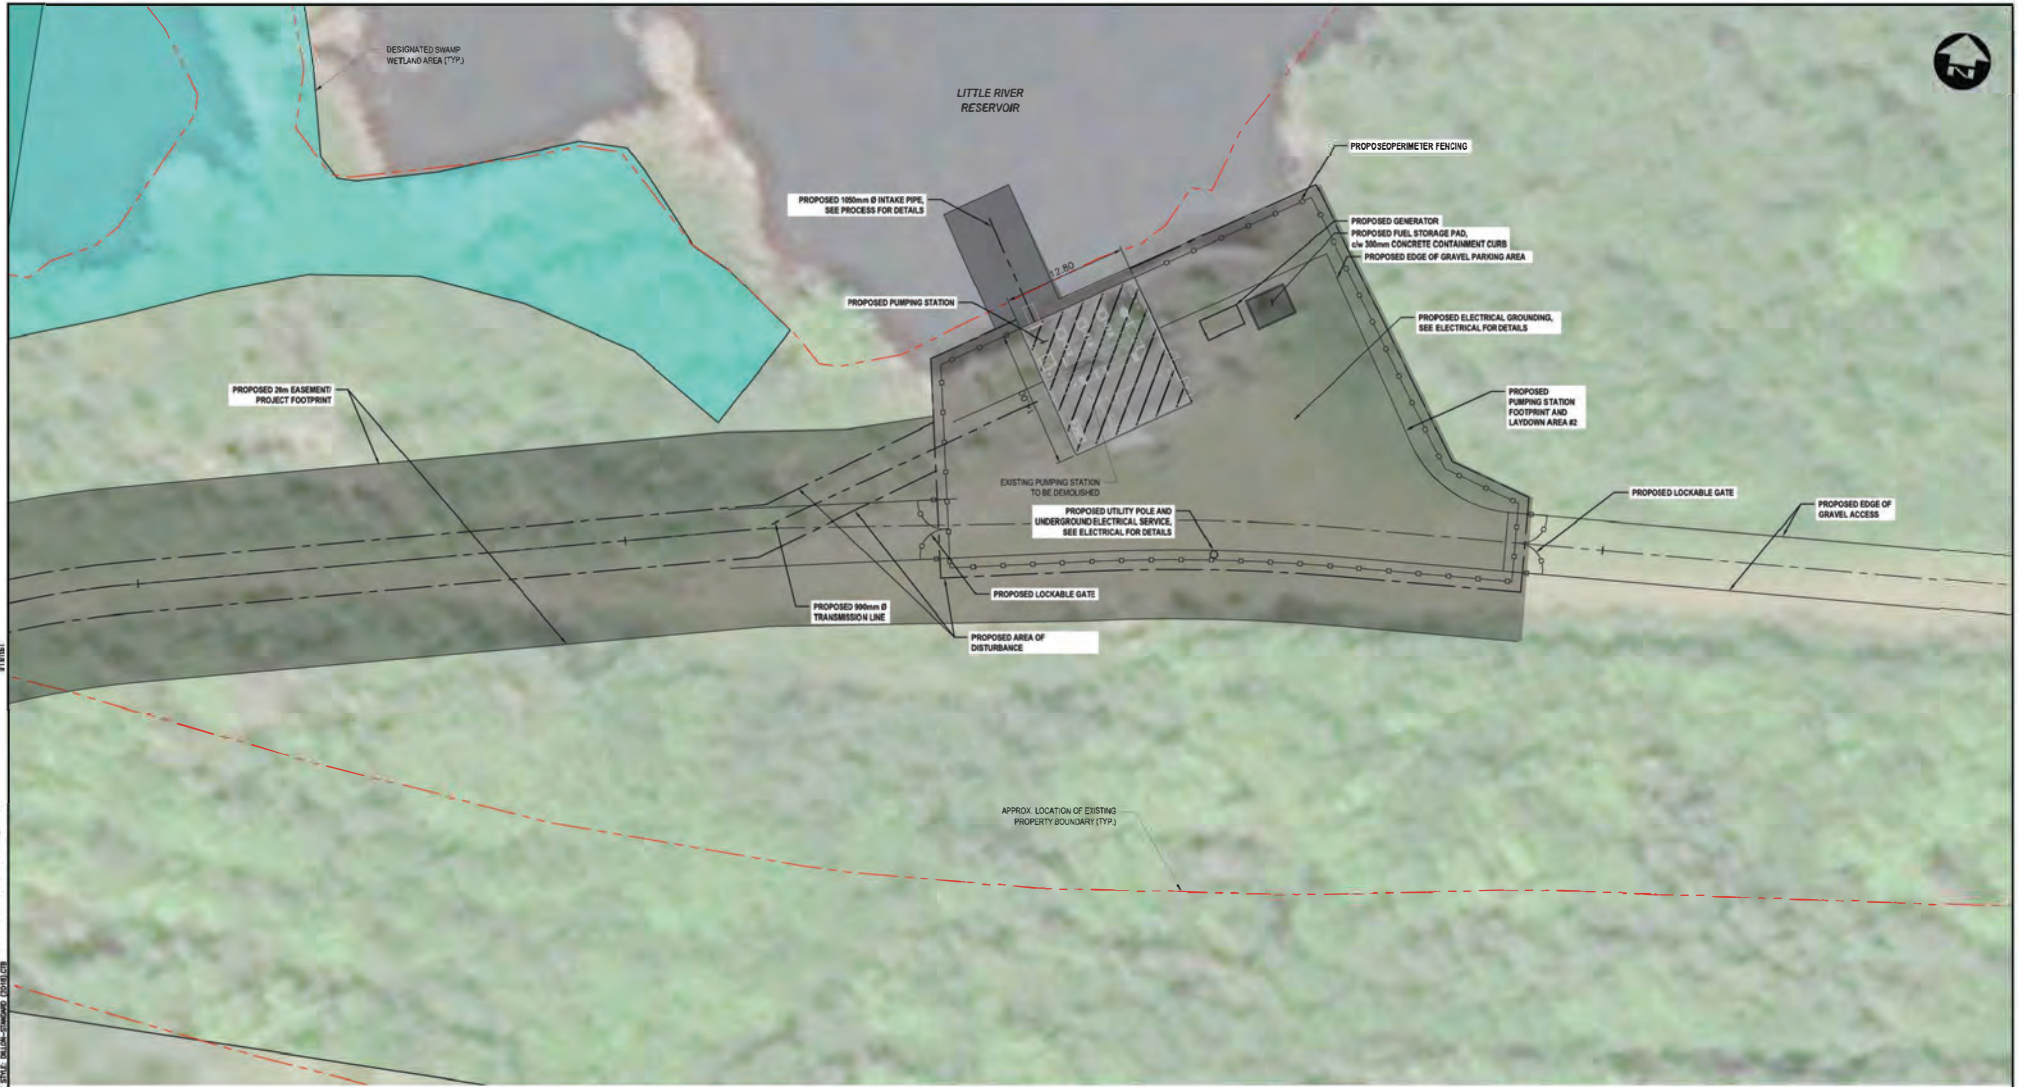 DESIGNATED SWAMP
WETLAND AREA (TYP.)
LITTLE RIVER
RESERVOIR
N
PROPOSEOPERIMETER FENCING
PROPOSED 1050mm Ø INTAKE PIPE,
SEE PROCESS FOR DETAILS
PROPOSED GENERATOR
PROPOSED FUEL STORAGE PAD,
c/w 300mm CONCRETE CONTAINMENT CURB
PROPOSED EDGE OF GRAVEL PARKING AREA
12.80
PROPOSED PUMPING STATION
PROPOSED ELECTRICAL GROUNDING,
SEE ELECTRICAL FOR DETAILS
PROPOSED 26m EASEMENT/
PROJECT FOOTPRINT
PROPOSED
PUMPING STATION
FOOTPRINT AND
LAYDOWN AREA #2
EXISTING PUMPING STATION
TO BE DEMOLISHED
PROPOSED LOCKABLE GATE
PROPOSED EDGE OF
GRAVEL ACCESS
PROPOSED UTILITY POLE AND
UNDERGROUND ELECTRICAL SERVICE,
SEE ELECTRICAL FOR DETAILS
PROPOSED LOCKABLE GATE
PROPOSED 900mm Ø
TRANSMISSION LINE
PROPOSED AREA OF
DISTURBANCE
APPROX. LOCATION OF EXISTING
PROPERTY BOUNDARY (TYP.)